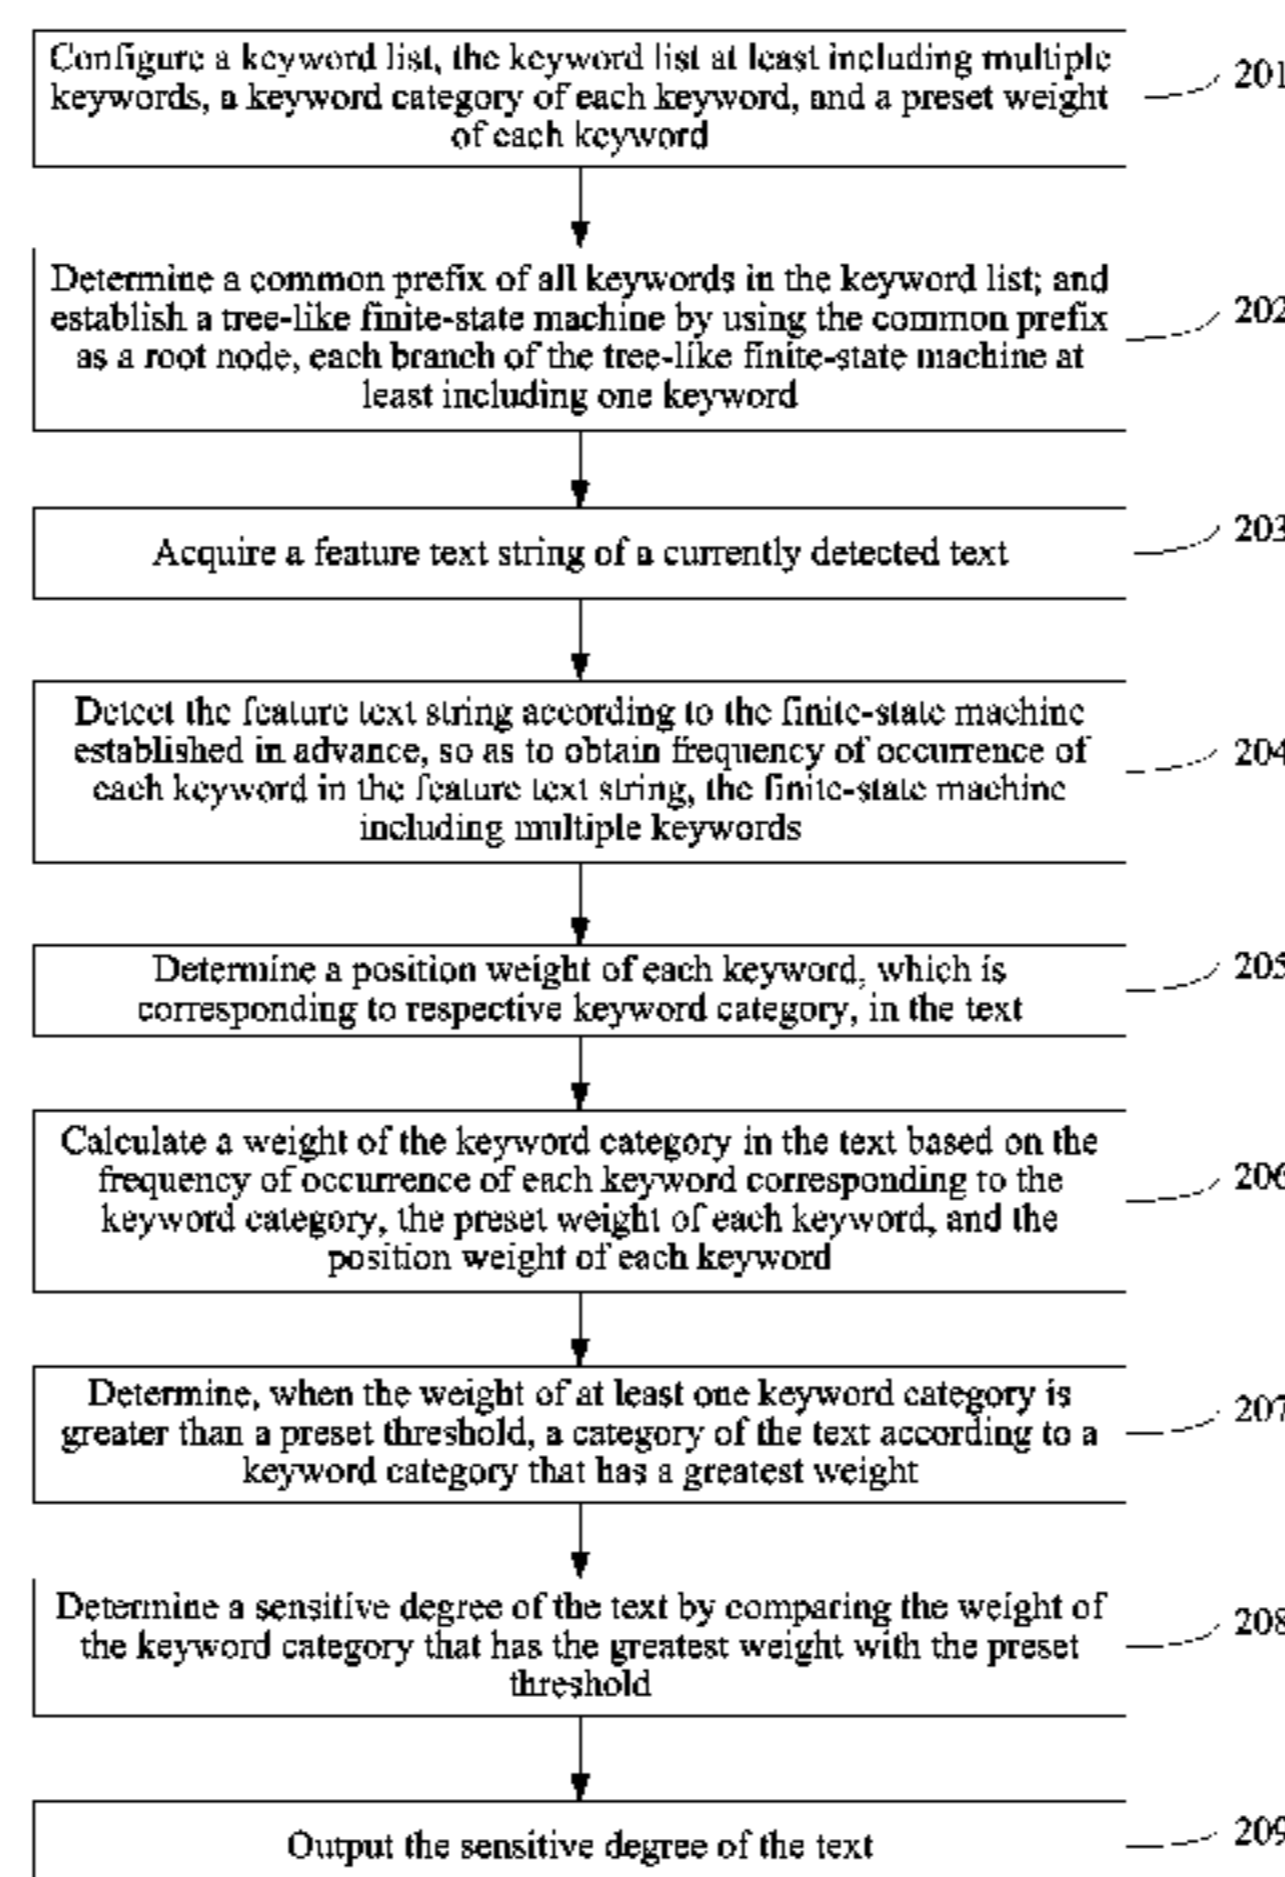 Configure a keyword list, the keyword list at least including multiple
keywords, a keyword category of each keyword, and a preset weight
of each keyword
201
Determine a common prefix of all keywords in the keyword list; and
establish a tree-like finite-state machine by using the common prefix
as a root node, each branch of the tree-like finite-state machine at
least including one keyword
202
Acquire a feature text string of a currently detected text
203
Detect the feature text string according to the finite-state machine
established in advance, so as to obtain frequency of occurrence of
each keyword in the feature text string, the finite-state machine
including multiple keywords
204
Determine a position weight of each keyword, which is
corresponding to respective keyword category, in the text
205
Calculate a weight of the keyword category in the text based on the
frequency of occurrence of each keyword corresponding to the
keyword category, the preset weight of each keyword, and the
position weight of each keyword
206
Determine, when the weight of at least one keyword category is
greater than a preset threshold, a category of the text according to a
keyword category that has a greatest weight
207
Determine a sensitive degree of the text by comparing the weight of
the keyword category that has the greatest weight with the preset
threshold
208
Output the sensitive degree of the text
209